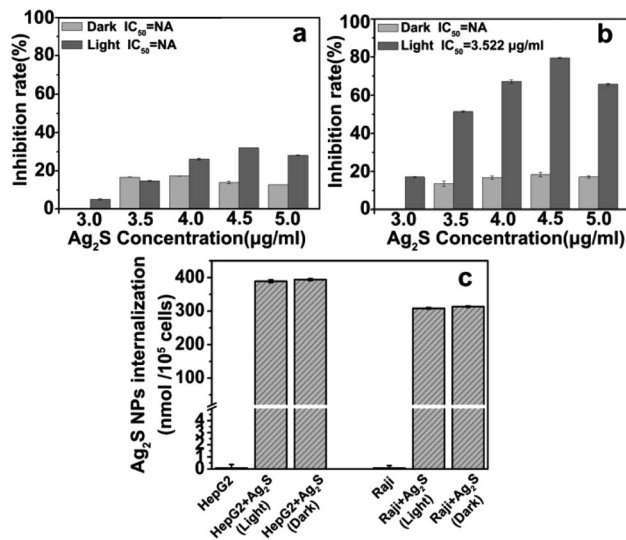 a
Dark IC₅₀=NA
Light IC₅₀=NA
Inhibition rate(%)
100
80
60
40
20
0
3.0 3.5 4.0 4.5 5.0
Ag₂S Concentration(µg/ml)
b
Dark IC₅₀=NA
Light IC₅₀=3.522 µg/ml
Inhibition rate(%)
100
80
60
40
20
0
3.0 3.5 4.0 4.5 5.0
Ag₂S Concentration(µg/ml)
c
Ag₂S NPs internalization
(nmol /10⁵ cells)
400
300
200
4
3
2
1
0
HepG2
HepG2+Ag₂S
(Light)
HepG2+Ag₂S
(Dark)
Raji
Raji+Ag₂S
(Light)
Raji+Ag₂S
(Dark)